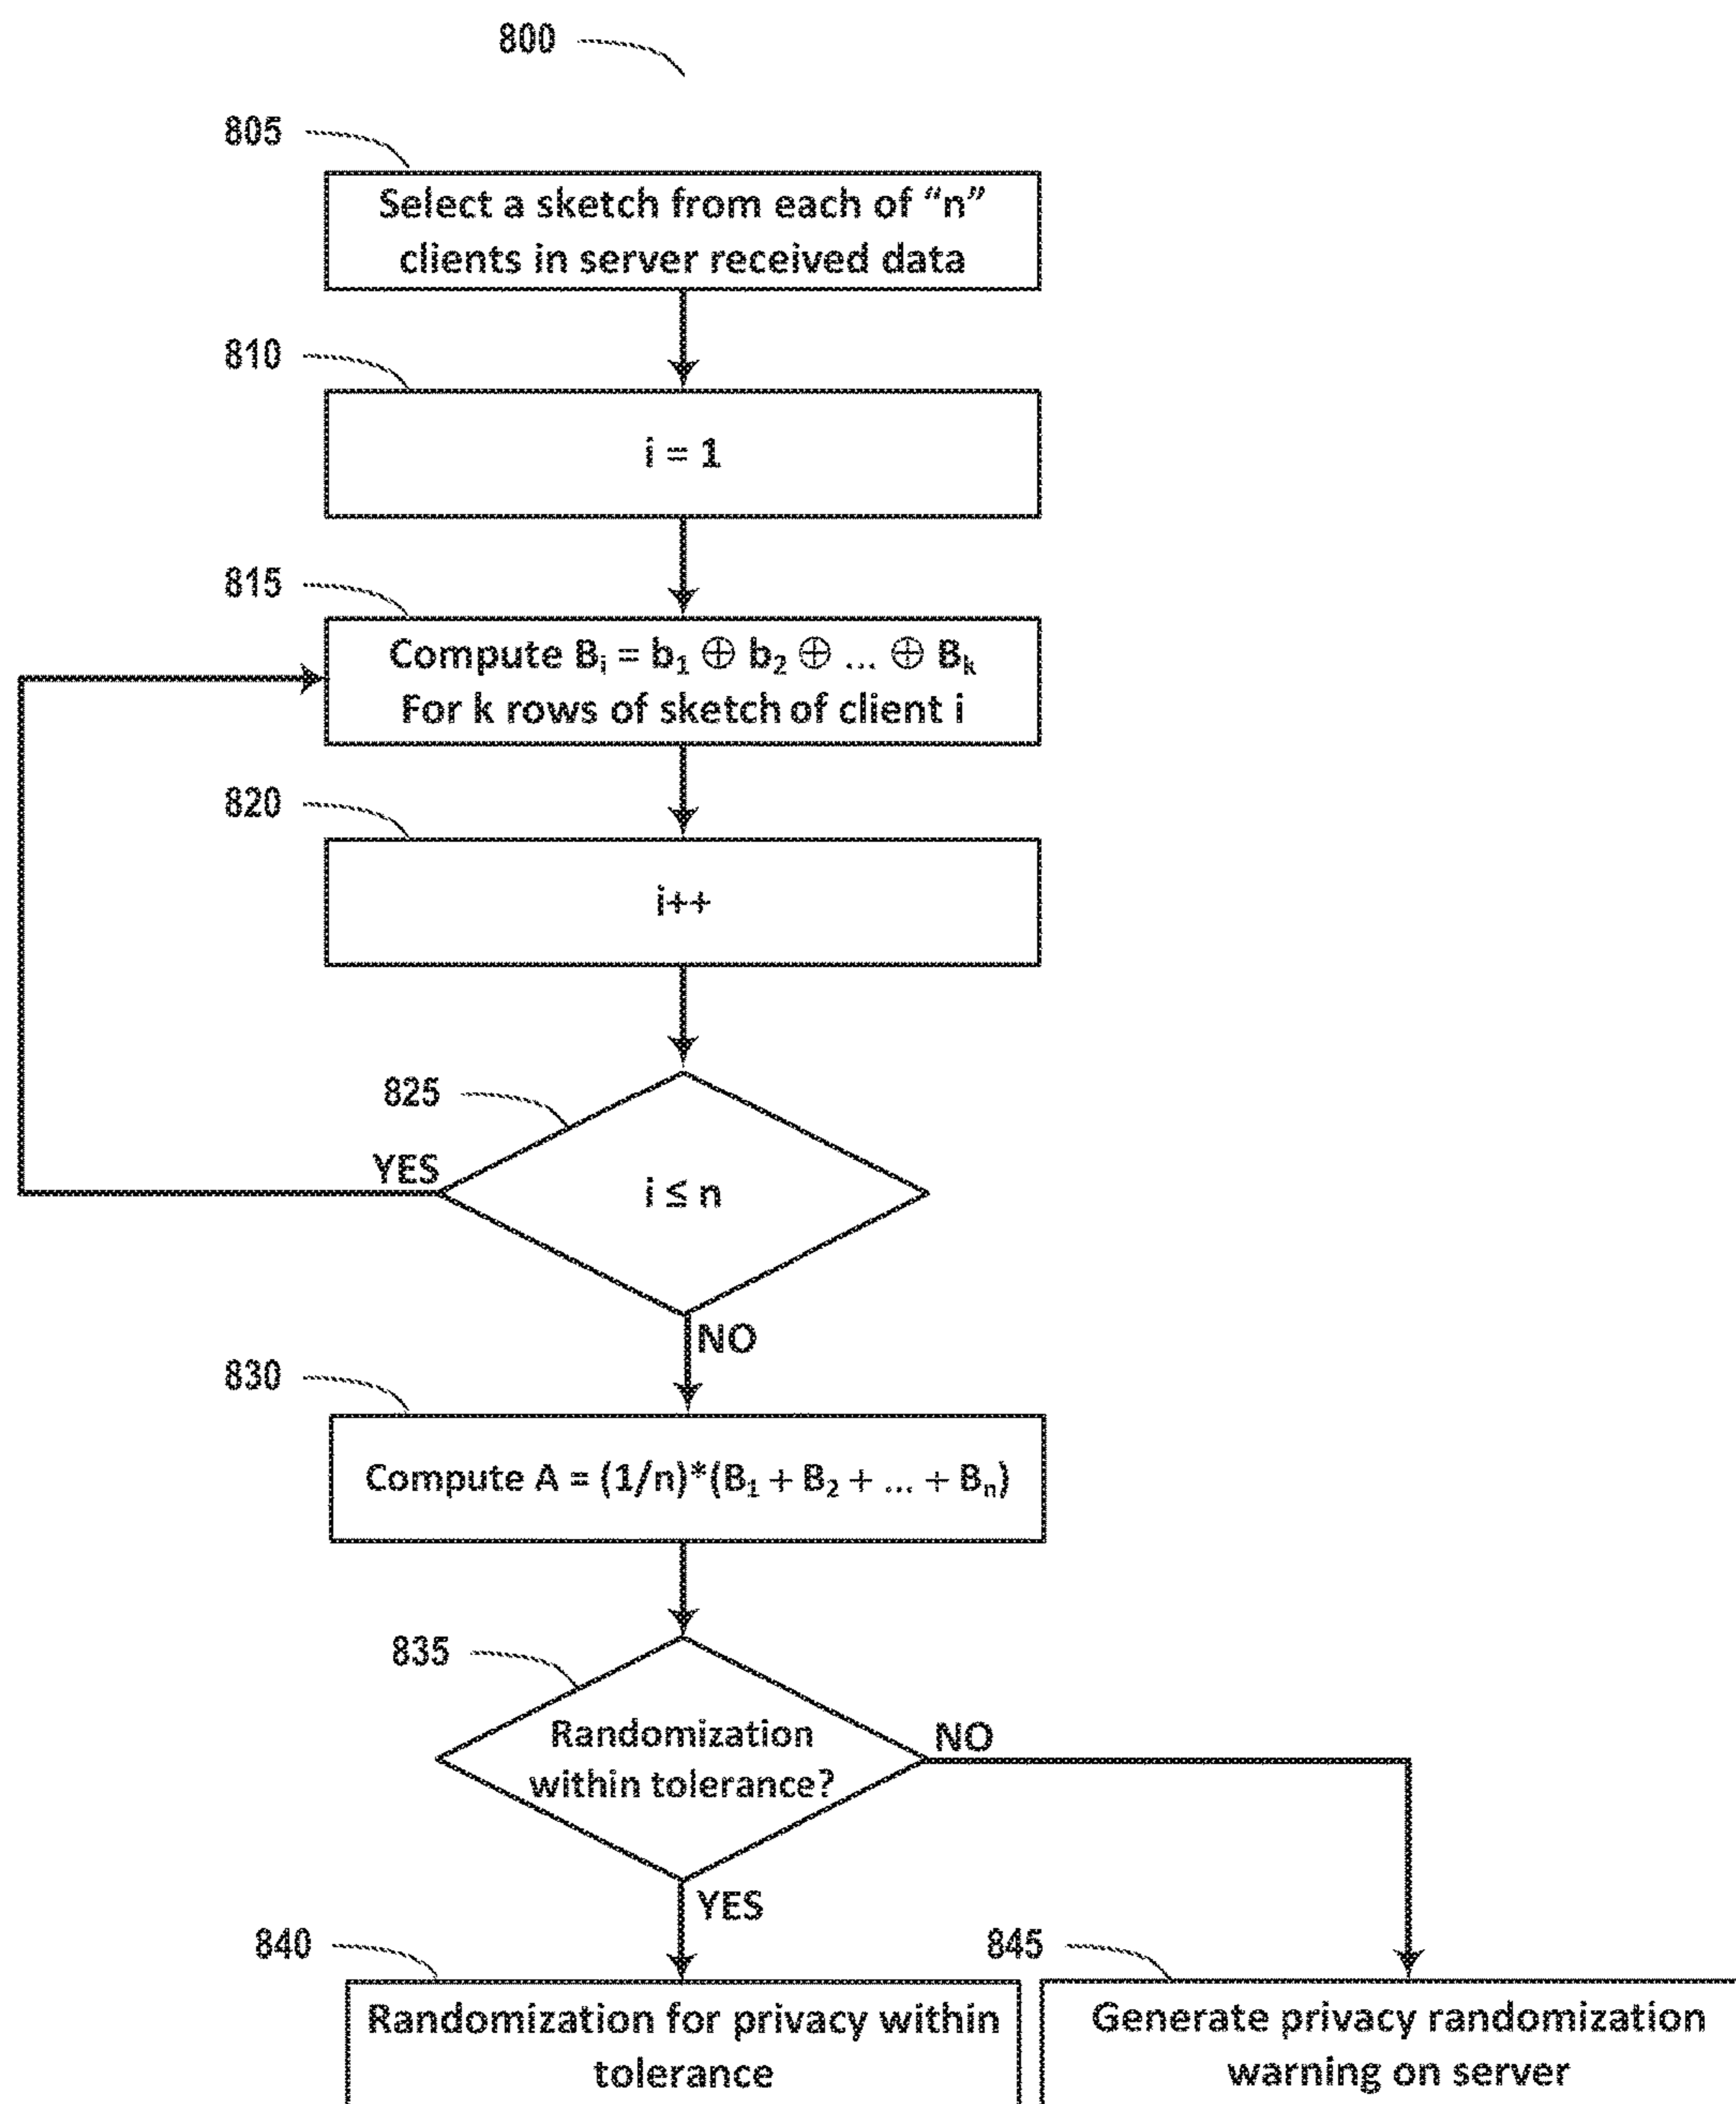 800
805
Select a sketch from each of “n”
clients in server received data
810
i = 1
815
Compute Bᵢ = b₁ ⊕ b₂ ⊕ ... ⊕ Bₖ
For k rows of sketch of client i
820
i++
825
YES
i ≤ n
NO
830
Compute A = (1/n)*(B₁ + B₂ + ... + Bₙ)
835
Randomization
within tolerance?
NO
YES
840
Randomization for privacy within
tolerance
845
Generate privacy randomization
warning on server